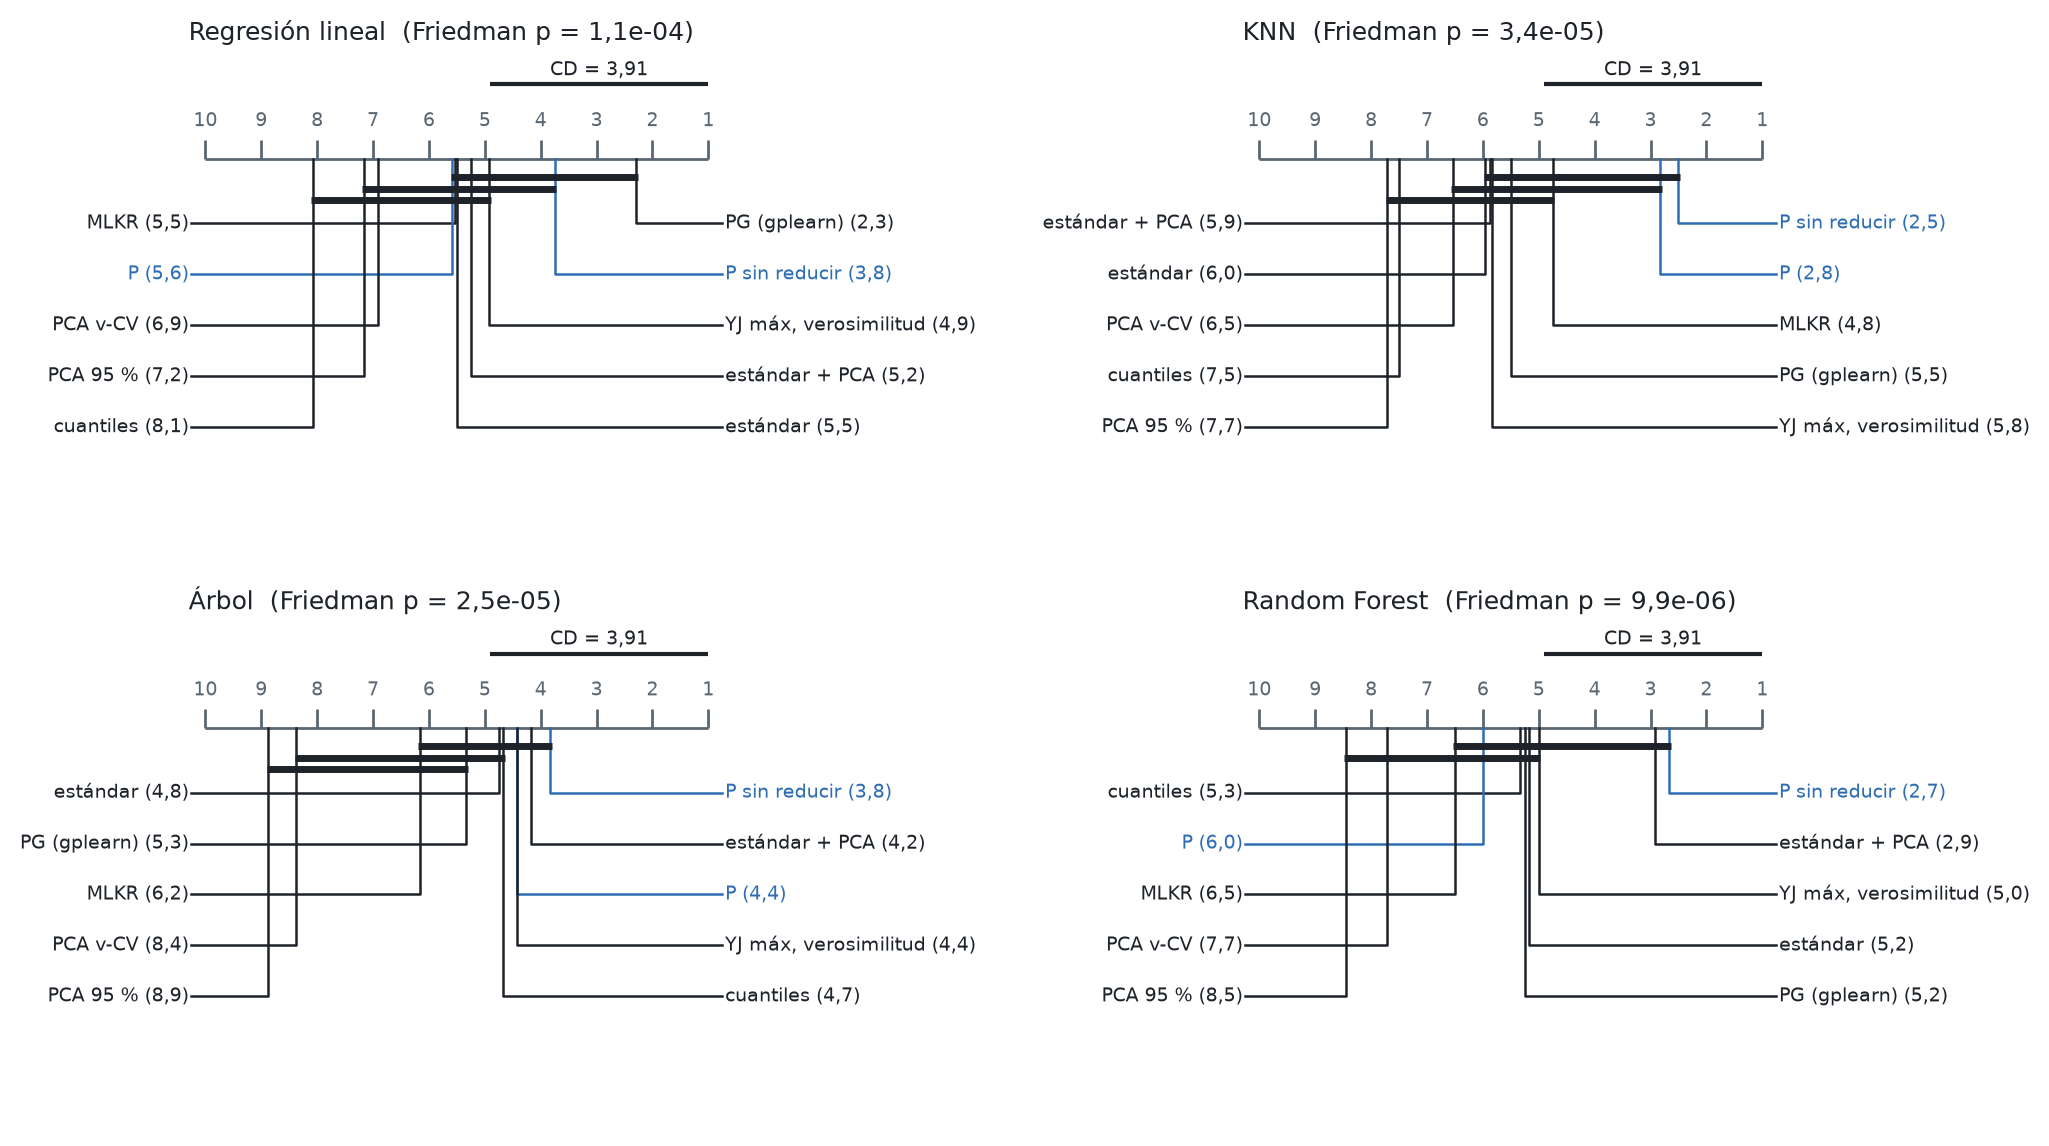 Regresión lineal  (Friedman p = 1,1e-04)
CD = 3,91
10 9 8 7 6 5 4 3 2 1
MLKR (5,5)
P (5,6)
PCA v-CV (6,9)
PCA 95 % (7,2)
cuantiles (8,1)
PG (gplearn) (2,3)
P sin reducir (3,8)
YJ máx, verosimilitud (4,9)
estándar + PCA (5,2)
estándar (5,5)
KNN  (Friedman p = 3,4e-05)
CD = 3,91
10 9 8 7 6 5 4 3 2 1
estándar + PCA (5,9)
estándar (6,0)
PCA v-CV (6,5)
cuantiles (7,5)
PCA 95 % (7,7)
P sin reducir (2,5)
P (2,8)
MLKR (4,8)
PG (gplearn) (5,5)
YJ máx, verosimilitud (5,8)
Árbol  (Friedman p = 2,5e-05)
CD = 3,91
10 9 8 7 6 5 4 3 2 1
estándar (4,8)
PG (gplearn) (5,3)
MLKR (6,2)
PCA v-CV (8,4)
PCA 95 % (8,9)
P sin reducir (3,8)
estándar + PCA (4,2)
P (4,4)
YJ máx, verosimilitud (4,4)
cuantiles (4,7)
Random Forest  (Friedman p = 9,9e-06)
CD = 3,91
10 9 8 7 6 5 4 3 2 1
cuantiles (5,3)
P (6,0)
MLKR (6,5)
PCA v-CV (7,7)
PCA 95 % (8,5)
P sin reducir (2,7)
estándar + PCA (2,9)
YJ máx, verosimilitud (5,0)
estándar (5,2)
PG (gplearn) (5,2)